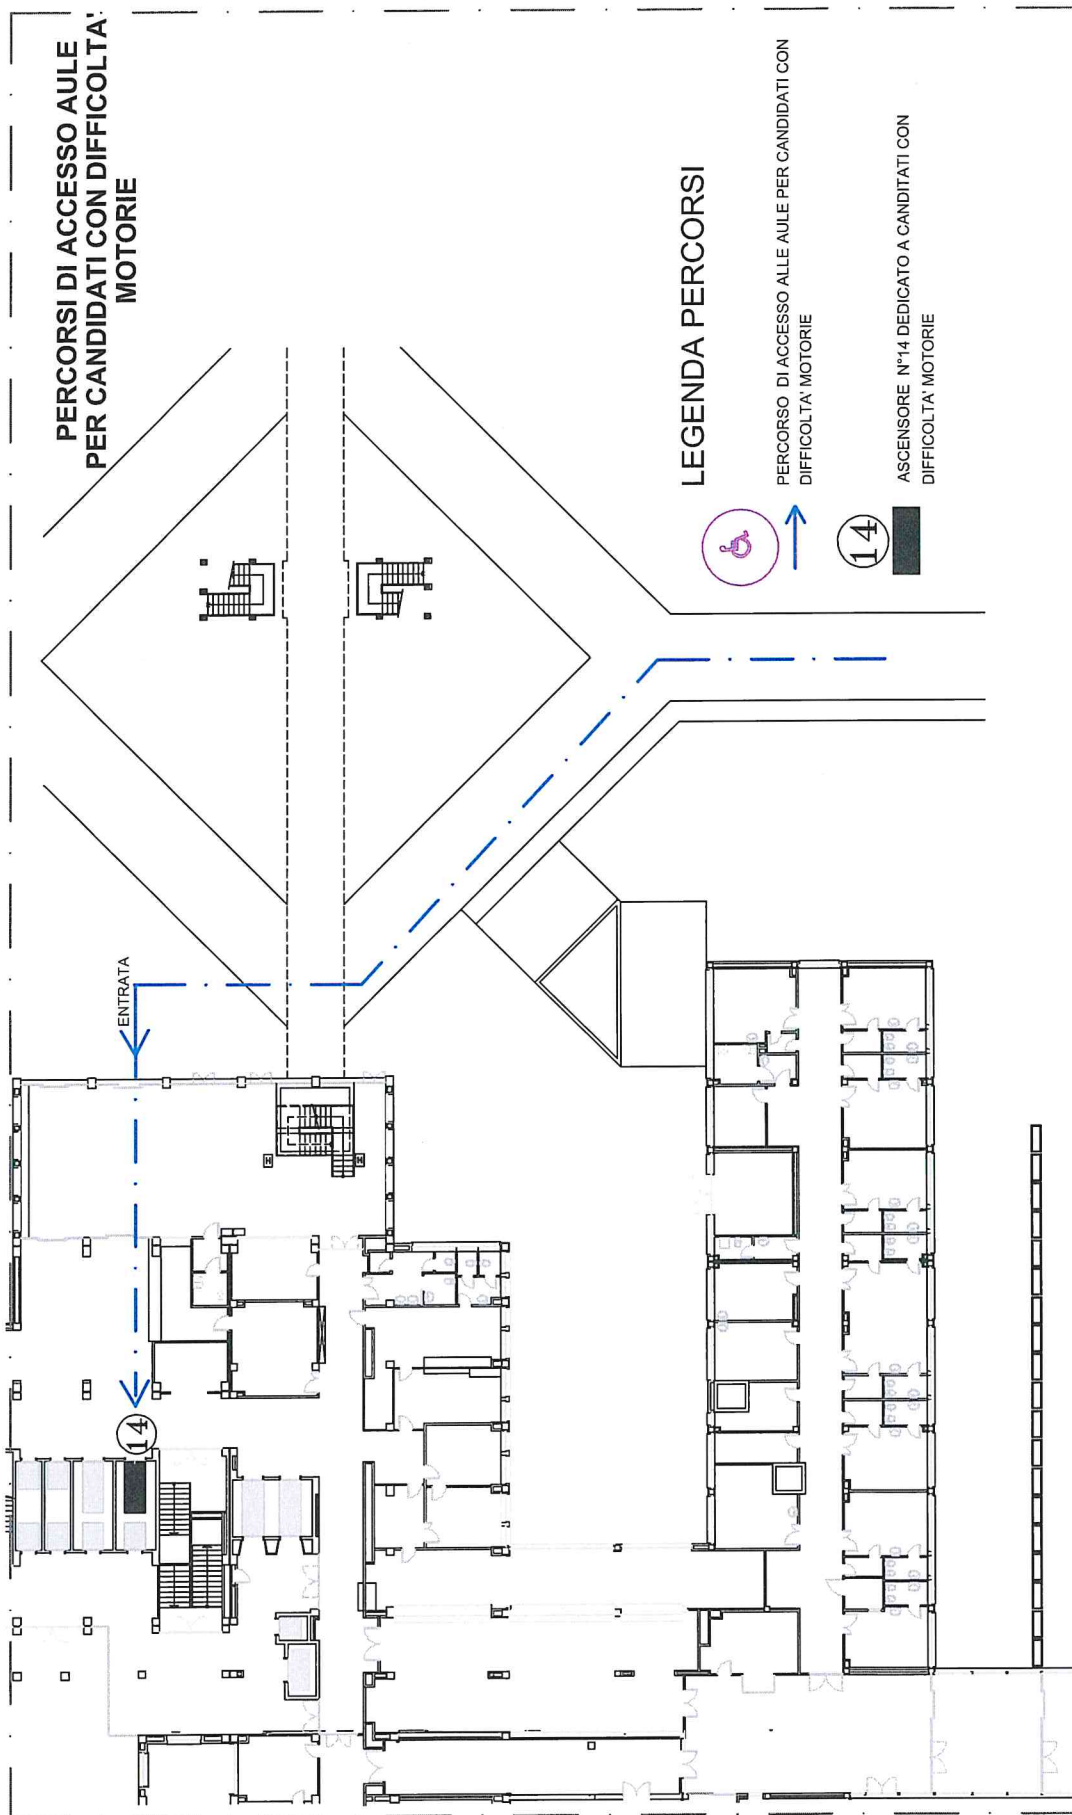 PERCORSI DI ACCESSO AULE
PER CANDIDATI CON DIFFICOLTA'
MOTORIE
ENTRATA
14
LEGENDA PERCORSI
PERCORSO DI ACCESSO ALLE AULE PER CANDIDATI CON
DIFFICOLTA' MOTORIE
14
ASCENSORE N°14 DEDICATO A CANDITATI CON
DIFFICOLTA' MOTORIE
H
H